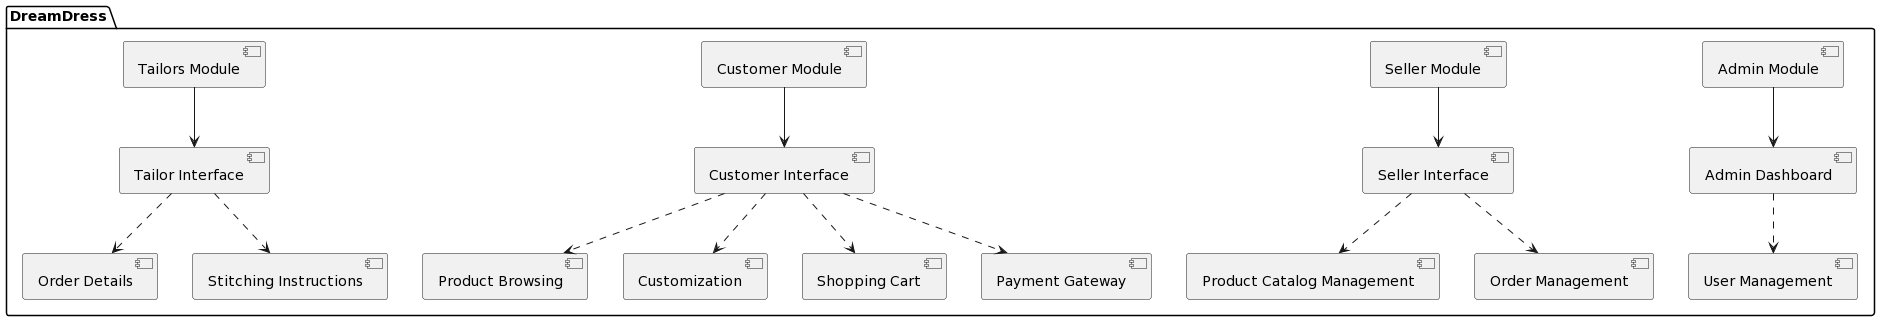 DreamDress
Tailors Module
Customer Module
Seller Module
Admin Module
Tailor Interface
Customer Interface
Seller Interface
Admin Dashboard
Order Details
Stitching Instructions
Product Browsing
Customization
Shopping Cart
Payment Gateway
Product Catalog Management
Order Management
User Management